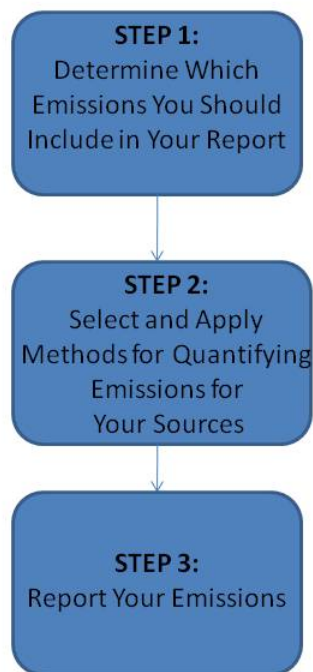 STEP 1:
Determine Which
Emissions You Should
Include in Your Report
STEP 2:
Select and Apply
Methods for Quantifying
Emissions for
Your Sources
STEP 3:
Report Your Emissions